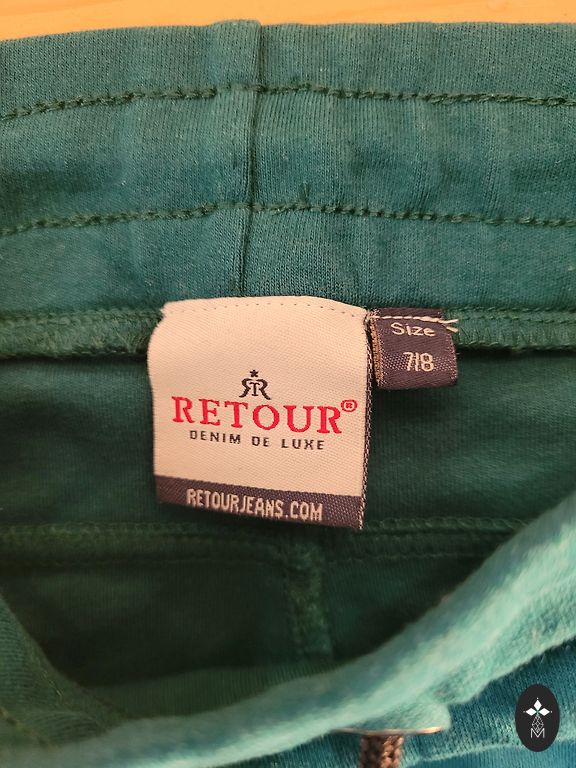 RETOUR®
DENIM DE LUXE
RETOURJEANS.COM
Size
7/8